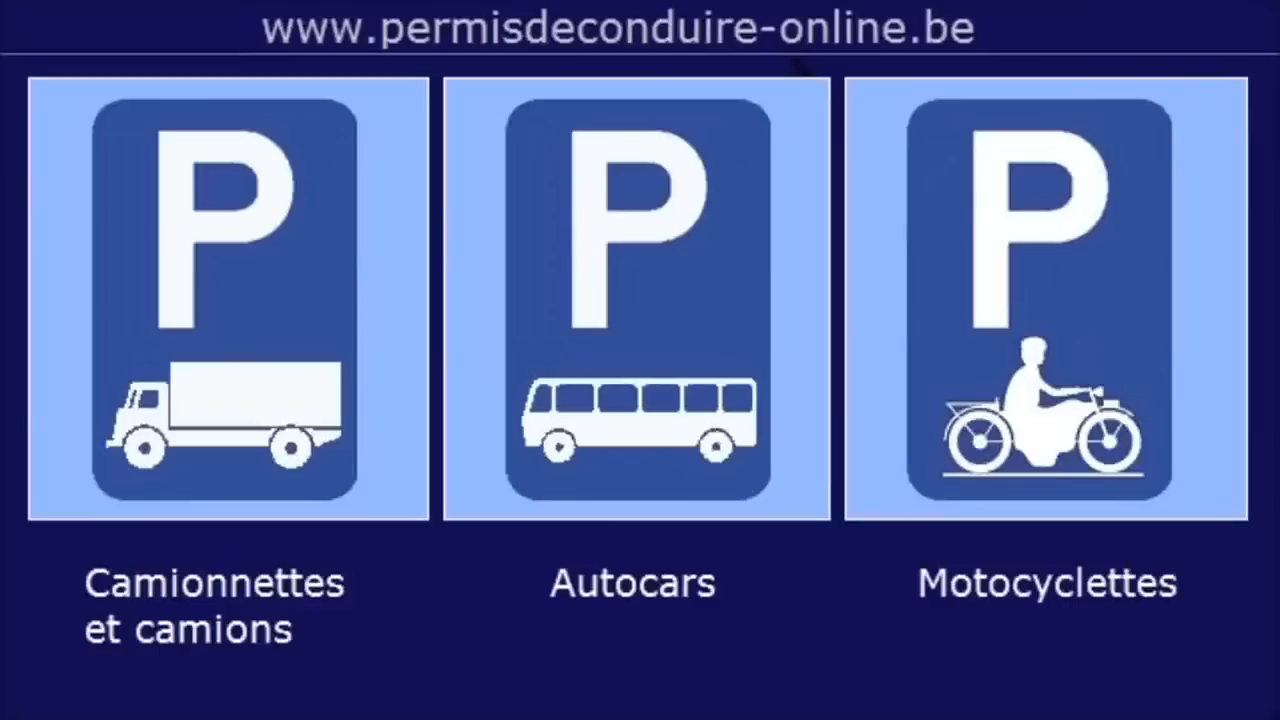 www.permisdeconduire-online.be
P
P
P
Camionnettes
et camions
Autocars
Motocyclettes